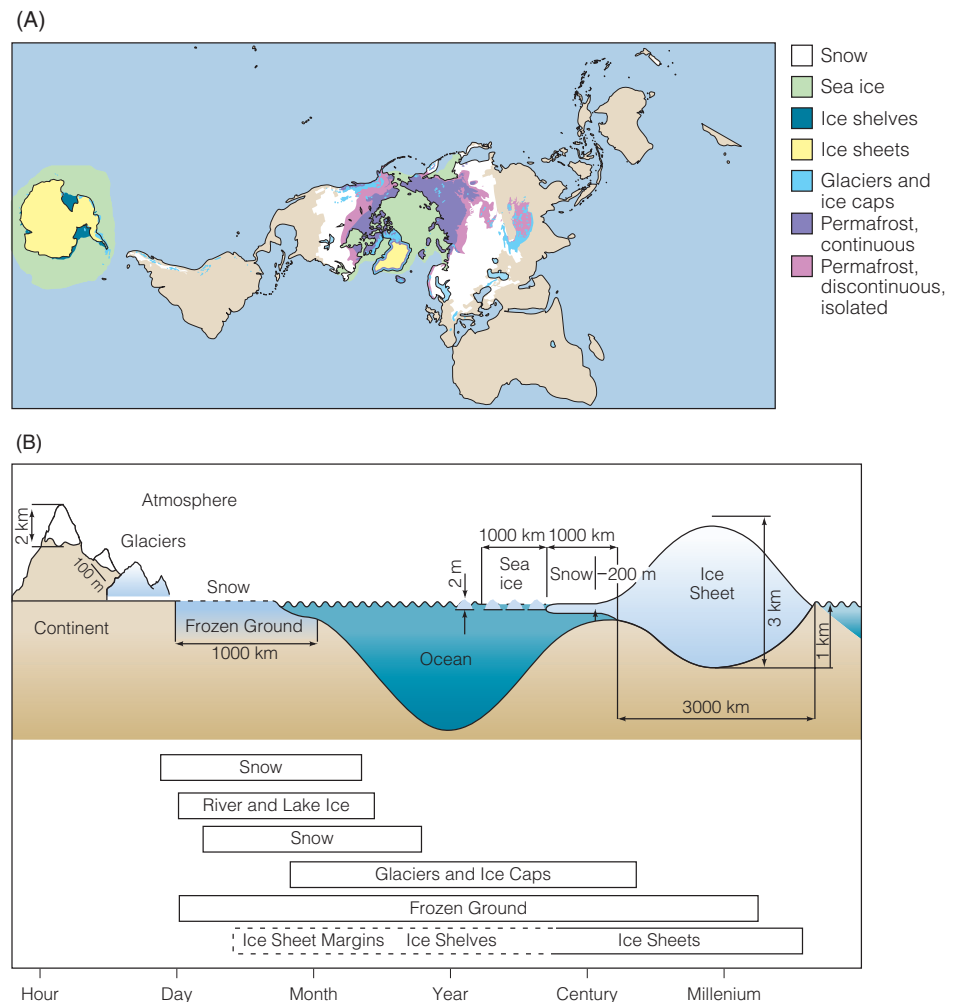 (A)
Snow
Sea ice
Ice shelves
Ice sheets
Glaciers and
ice caps
Permafrost,
continuous
Permafrost,
discontinuous,
isolated
(B)
Atmosphere
2 km
Glaciers
100 m
Snow
Continent
Frozen Ground
1000 km
Ocean
2 m
1000 km
1000 km
Sea
ice
Snow
~200 m
Ice
Sheet
3 km
1 km
3000 km
Snow
River and Lake Ice
Snow
Glaciers and Ice Caps
Frozen Ground
Ice Sheet Margins Ice Shelves Ice Sheets
Hour Day Month Year Century Millenium